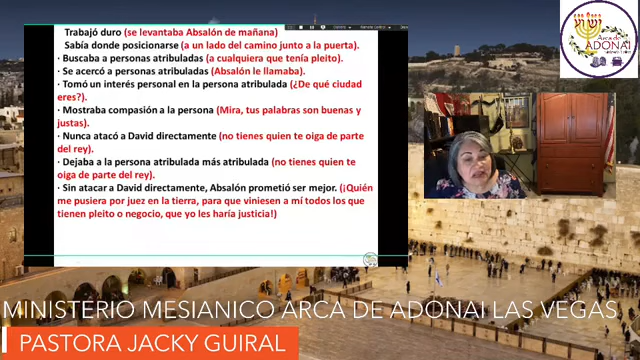 Trabajó duro (se levantaba Absalón de mañana)
Sabía donde posicionarse (a un lado del camino junto a la puerta).
· Buscaba a personas atribuladas (a cualquiera que tenía pleito).
· Se acercó a personas atribuladas (Absalón le llamaba).
· Tomó un interés personal en la persona atribulada (¿De qué ciudad
eres?).
· Mostraba compasión a la persona (Mira, tus palabras son buenas y
justas).
· Nunca atacó a David directamente (no tienes quien te oiga de parte
del rey).
· Dejaba a la persona atribulada más atribulada (no tienes quien te
oiga de parte del rey).
· Sin atacar a David directamente, Absalón prometió ser mejor. (¡Quién
me pusiera por juez en la tierra, para que viniesen a mí todos los que
tienen pleito o negocio, que yo les haría justicia!)
Arca de
ADONAI
MINISTERIO MESIANICO ARCA DE ADONAI LAS VEGAS
PASTORA JACKY GUIRAL